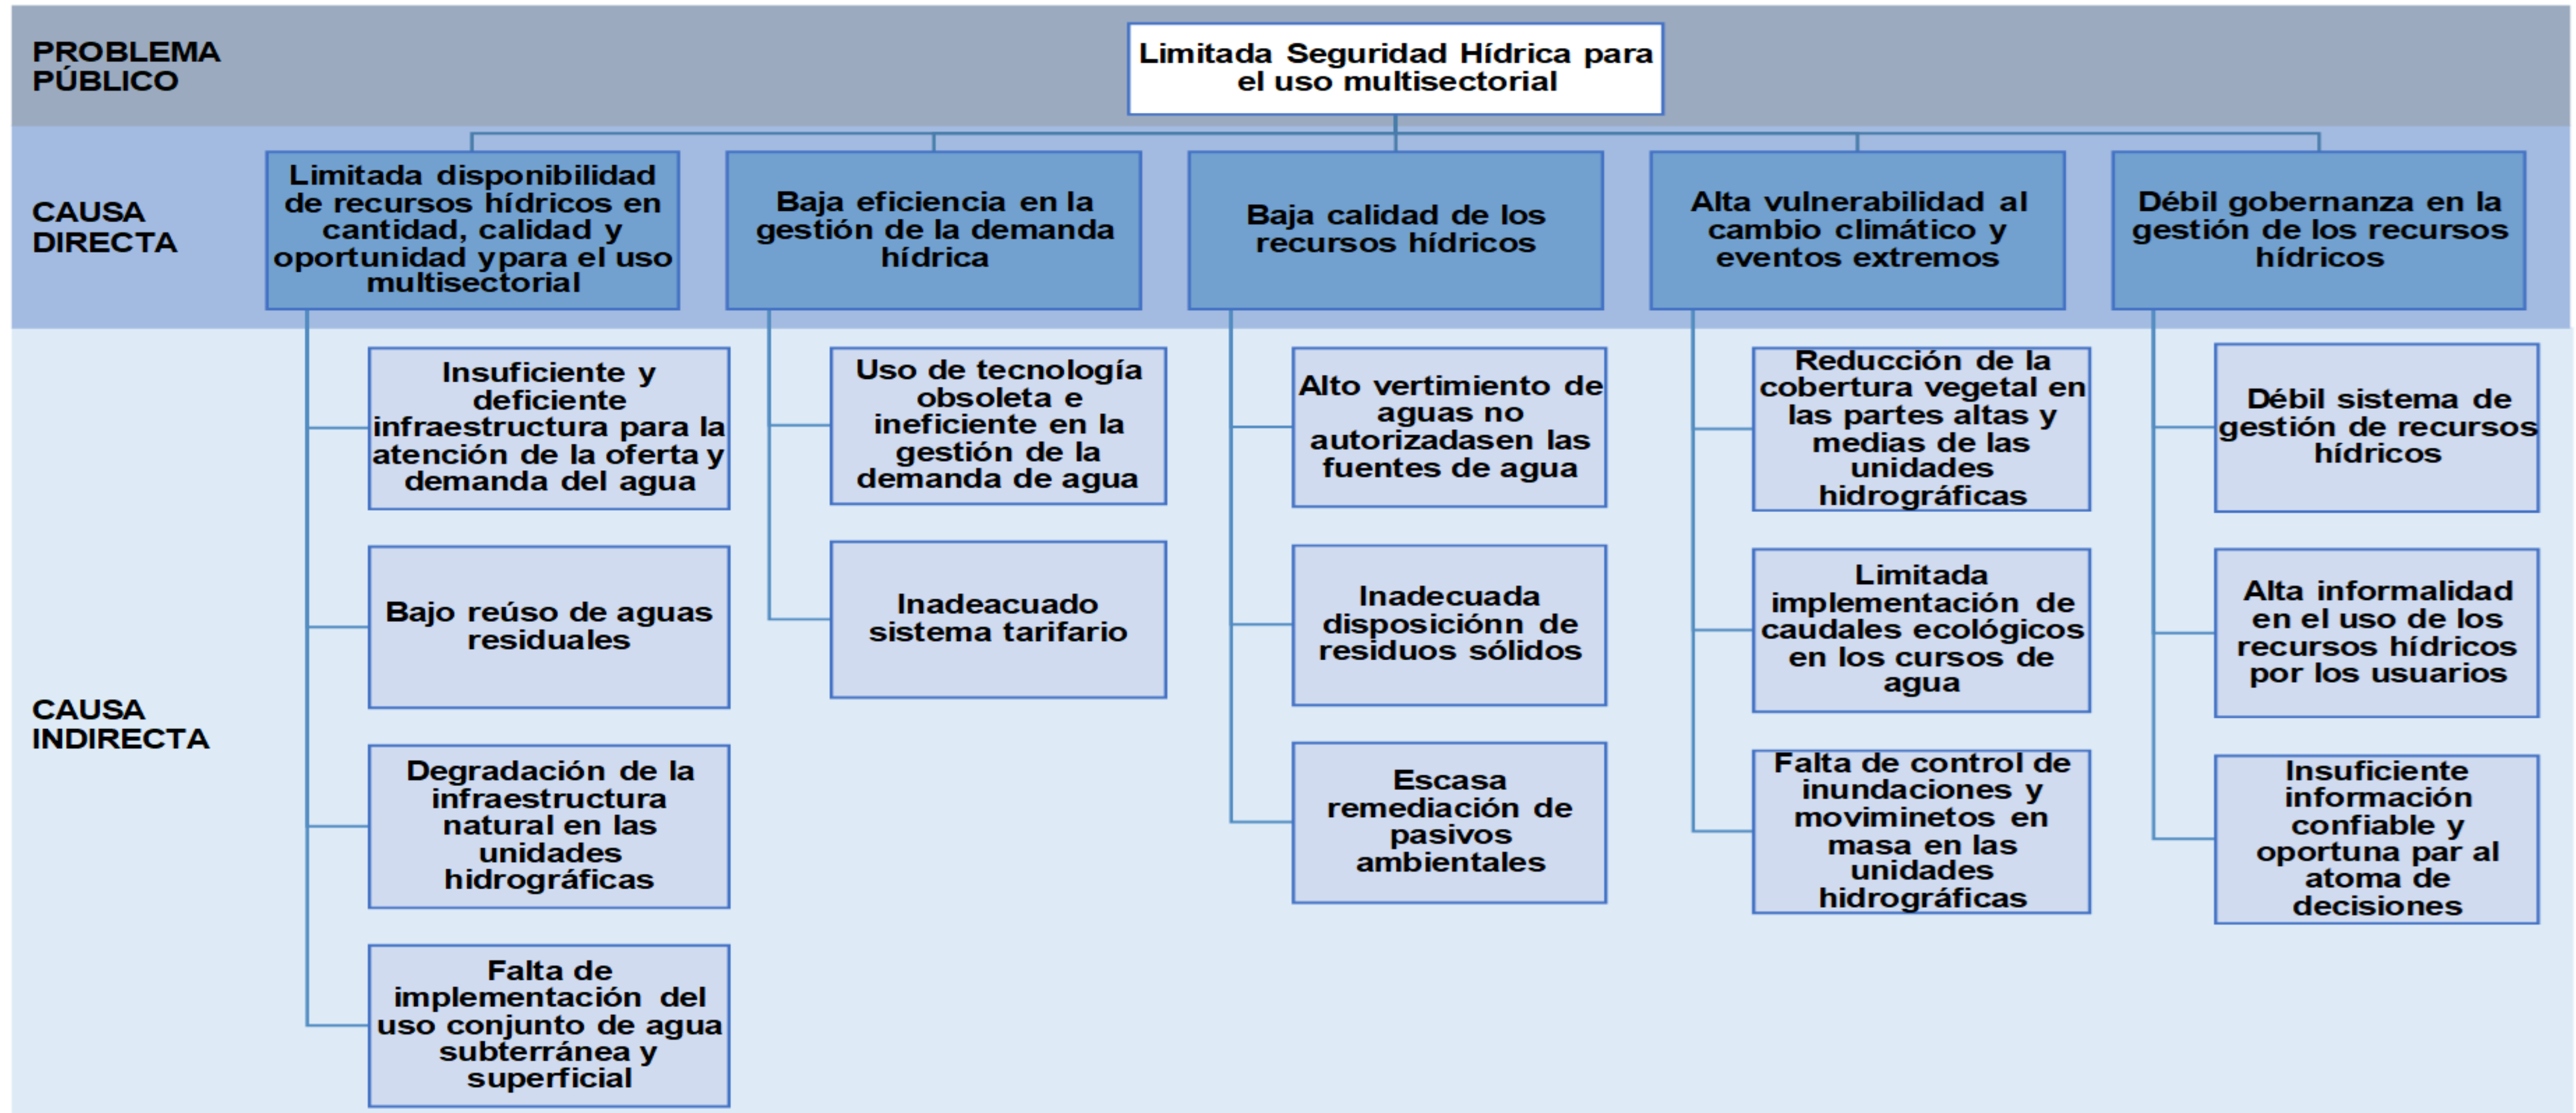 PROBLEMA
PÚBLICO
Limitada Seguridad Hídrica para
el uso multisectorial
CAUSA
DIRECTA
Limitada disponibilidad
de recursos hídricos en
cantidad, calidad y
oportunidad ypara el uso
multisectorial
Baja eficiencia en la
gestión de la demanda
hídrica
Baja calidad de los
recursos hídricos
Alta vulnerabilidad al
cambio climático y
eventos extremos
Débil gobernanza en la
gestión de los recursos
hídricos
CAUSA
INDIRECTA
Insuficiente y
deficiente
infraestructura para la
atención de la oferta y
demanda del agua
Bajo reúso de aguas
residuales
Degradación de la
infraestructura
natural en las
unidades
hidrográficas
Falta de
implementación del
uso conjunto de agua
subterránea y
superficial
Uso de tecnología
obsoleta e
ineficiente en la
gestión de la
demanda de agua
Inadeacuado
sistema tarifario
Alto vertimiento de
aguas no
autorizadasen las
fuentes de agua
Inadecuada
disposiciónn de
residuos sólidos
Escasa
remediación de
pasivos
ambientales
Reducción de la
cobertura vegetal en
las partes altas y
medias de las
unidades
hidrográficas
Limitada
implementación de
caudales ecológicos
en los cursos de
agua
Falta de control de
inundaciones y
moviminetos en
masa en las
unidades
hidrográficas
Débil sistema de
gestión de recursos
hídricos
Alta informalidad
en el uso de los
recursos hídricos
por los usuarios
Insuficiente
información
confiable y
oportuna par al
atoma de
decisiones